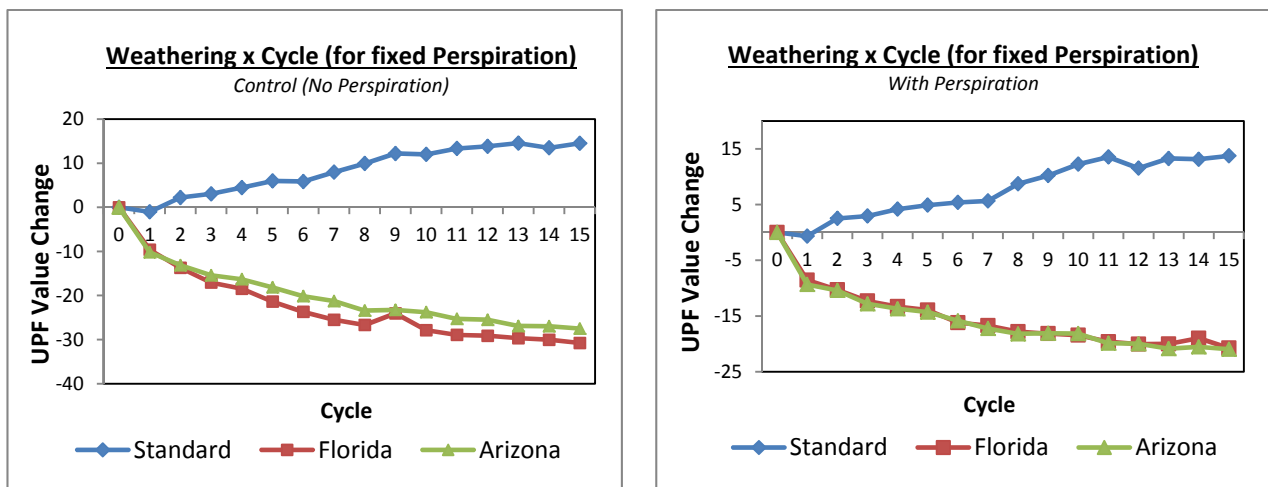 Weathering x Cycle (for fixed Perspiration)
Control (No Perspiration)
UPF Value Change
20
10
0
-10
-20
-30
-40
0 1 2 3 4 5 6 7 8 9 10 11 12 13 14 15
Cycle
Standard Florida Arizona
Weathering x Cycle (for fixed Perspiration)
With Perspiration
UPF Value Change
15
5
-5
-15
-25
0 1 2 3 4 5 6 7 8 9 10 11 12 13 14 15
Cycle
Standard Florida Arizona